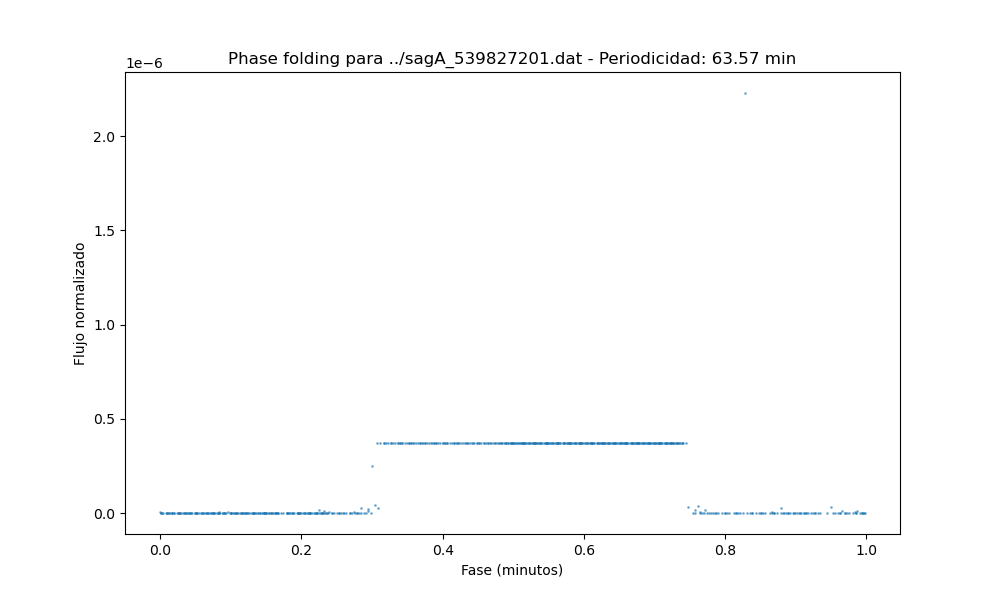 Phase folding para ../sagA_539827201.dat - Periodicidad: 63.57 min
1e−6
2.0
1.5
1.0
0.5
0.0
Flujo normalizado
0.0 0.2 0.4 0.6 0.8 1.0
Fase (minutos)